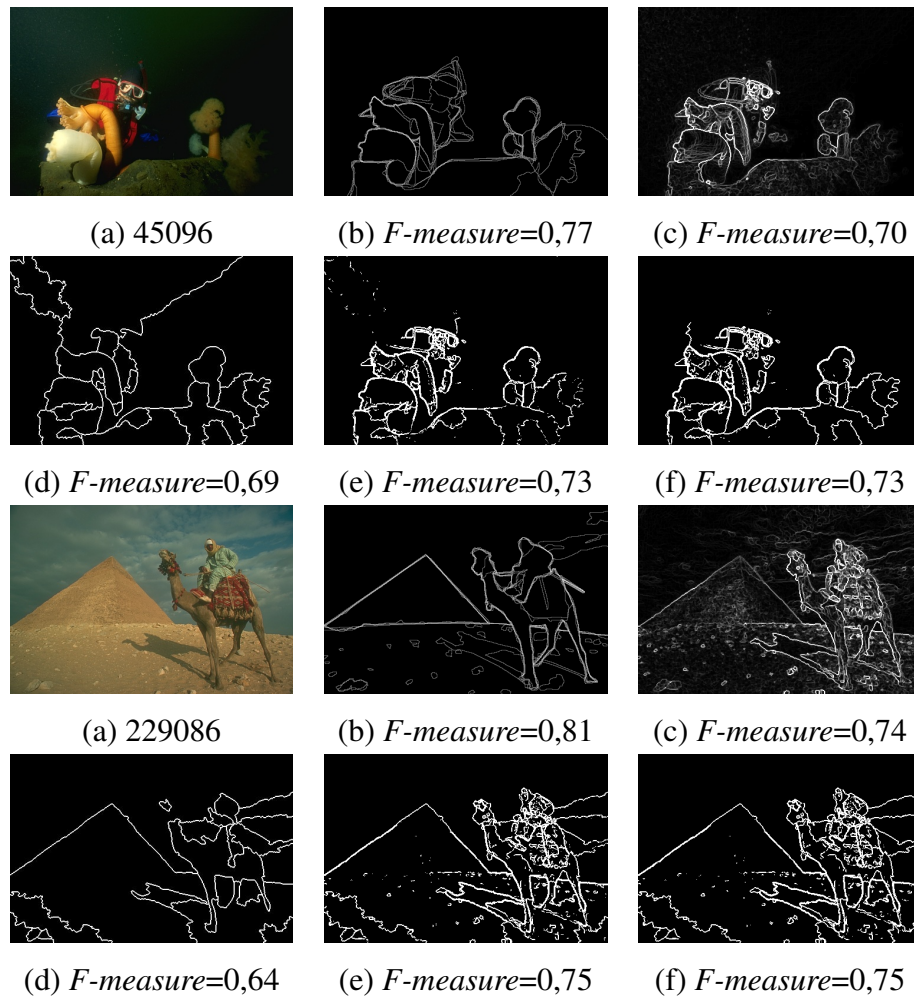 (a) 45096 (b) F-measure=0,77 (c) F-measure=0,70
(d) F-measure=0,69 (e) F-measure=0,73 (f) F-measure=0,73
(a) 229086 (b) F-measure=0,81 (c) F-measure=0,74
(d) F-measure=0,64 (e) F-measure=0,75 (f) F-measure=0,75